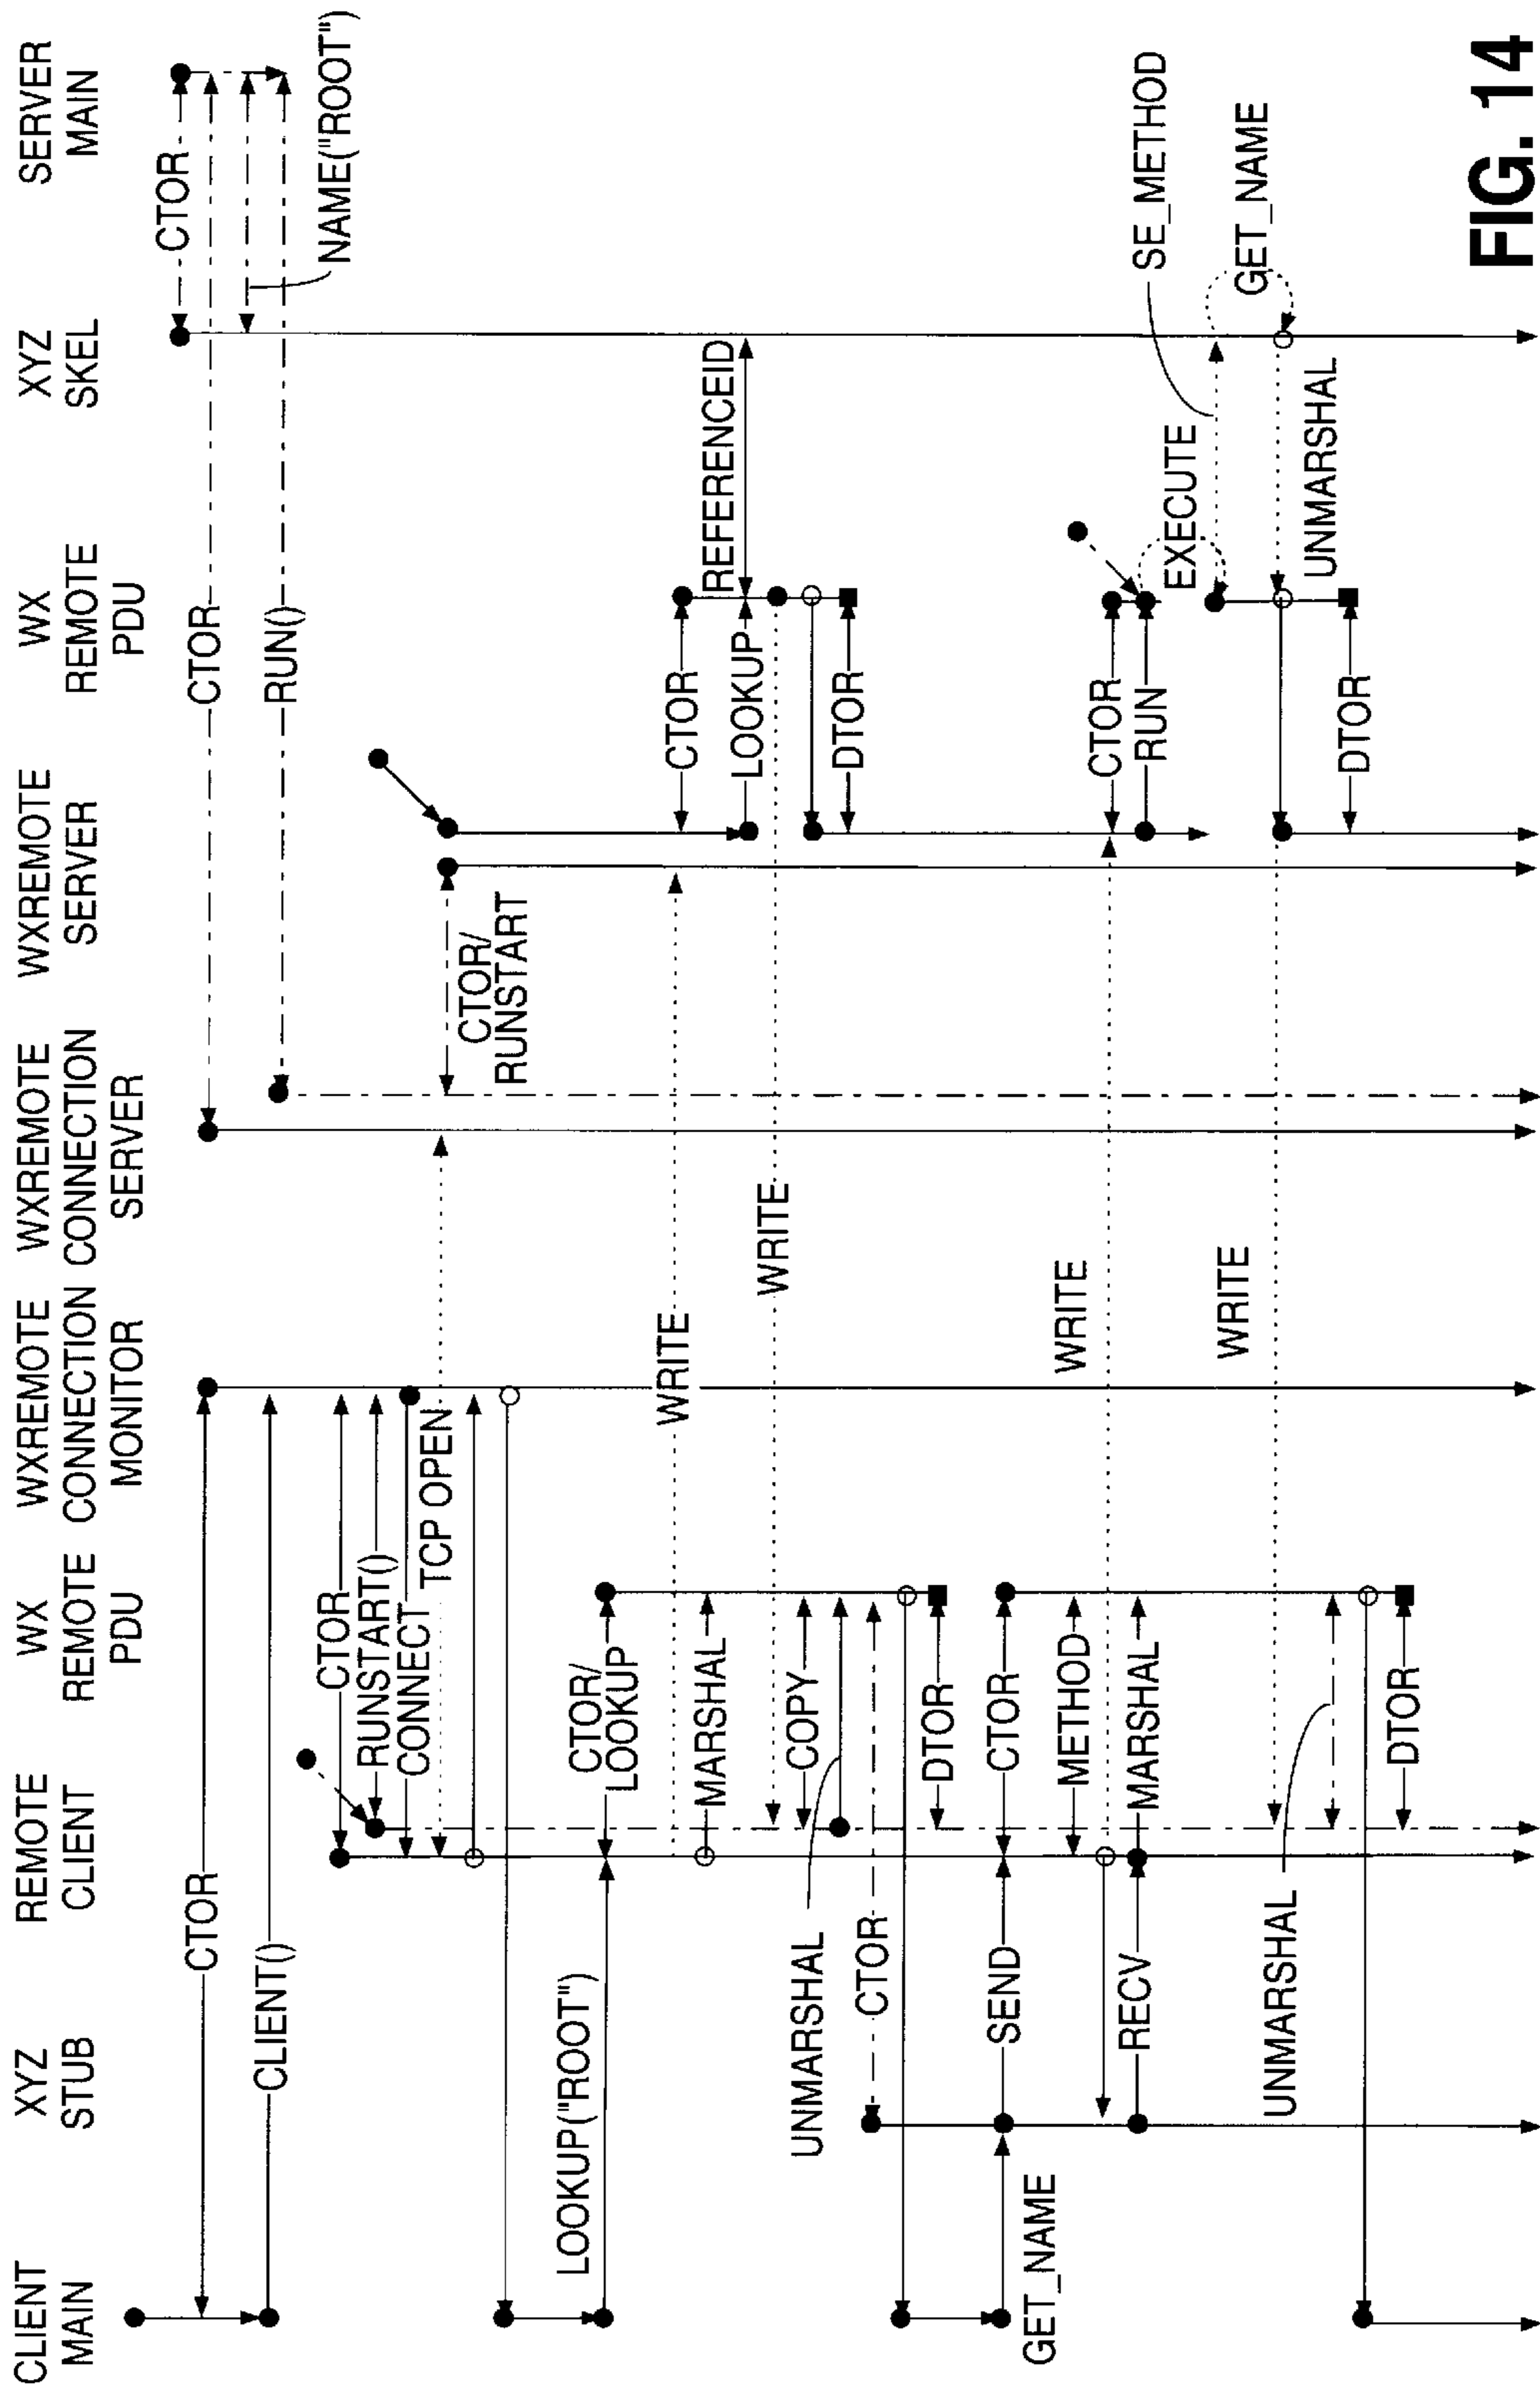 CLIENT
MAIN
XYZ
STUB
REMOTE
CLIENT
WX
REMOTE
PDU
WXREMOTE
CONNECTION
MONITOR
WXREMOTE
CONNECTION
SERVER
WXREMOTE
SERVER
WX
REMOTE
PDU
XYZ
SKEL
SERVER
MAIN
CTOR
CTOR
CTOR
NAME("ROOT")
CLIENT()
RUN()
CTOR
RUNSTART()
CONNECT
TCP OPEN
CTOR/
RUNSTART
LOOKUP("ROOT")
CTOR/
LOOKUP
WRITE
CTOR
MARSHAL
LOOKUP
REFERENCEID
WRITE
COPY
UNMARSHAL
DTOR
CTOR
DTOR
GET_NAME
SEND
CTOR
METHOD
WRITE
CTOR
RECV
MARSHAL
RUN
EXECUTE
SE_METHOD
GET_NAME
WRITE
UNMARSHAL
UNMARSHAL
DTOR
DTOR
FIG. 14